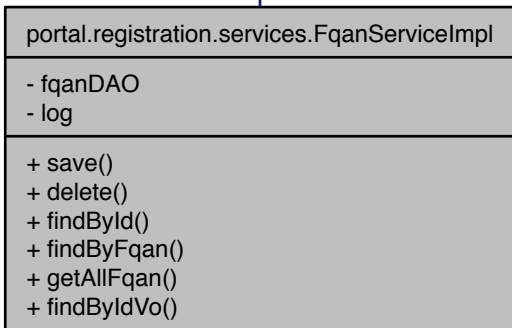 portal.registration.services.FqanServiceImpl
- fqanDAO
- log
+ save()
+ delete()
+ findById()
+ findByFqan()
+ getAllFqan()
+ findByIdVo()